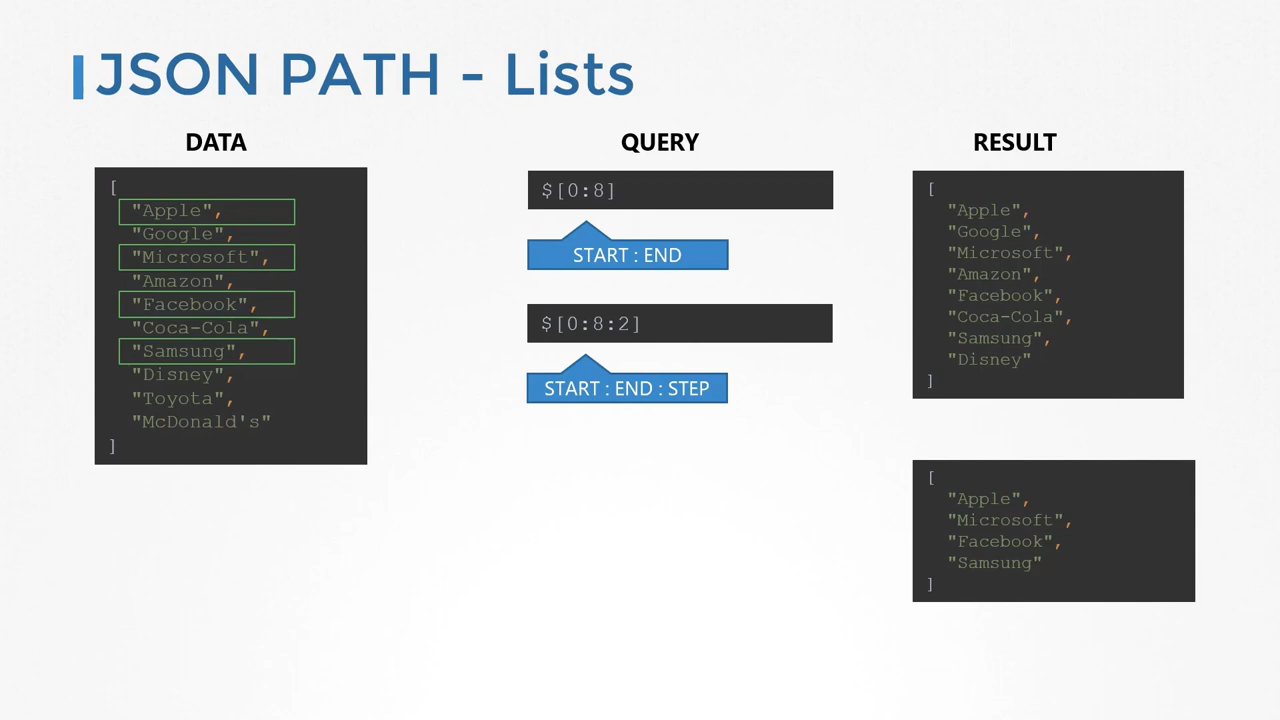 JSON PATH - Lists
DATA
[
"Apple",
"Google",
"Microsoft",
"Amazon",
"Facebook",
"Coca-Cola",
"Samsung",
"Disney",
"Toyota",
"McDonald's"
]
QUERY
$[0:8]
START : END
$[0:8:2]
START : END : STEP
RESULT
[
"Apple",
"Google",
"Microsoft",
"Amazon",
"Facebook",
"Coca-Cola",
"Samsung",
"Disney"
]
[
"Apple",
"Microsoft",
"Facebook",
"Samsung"
]